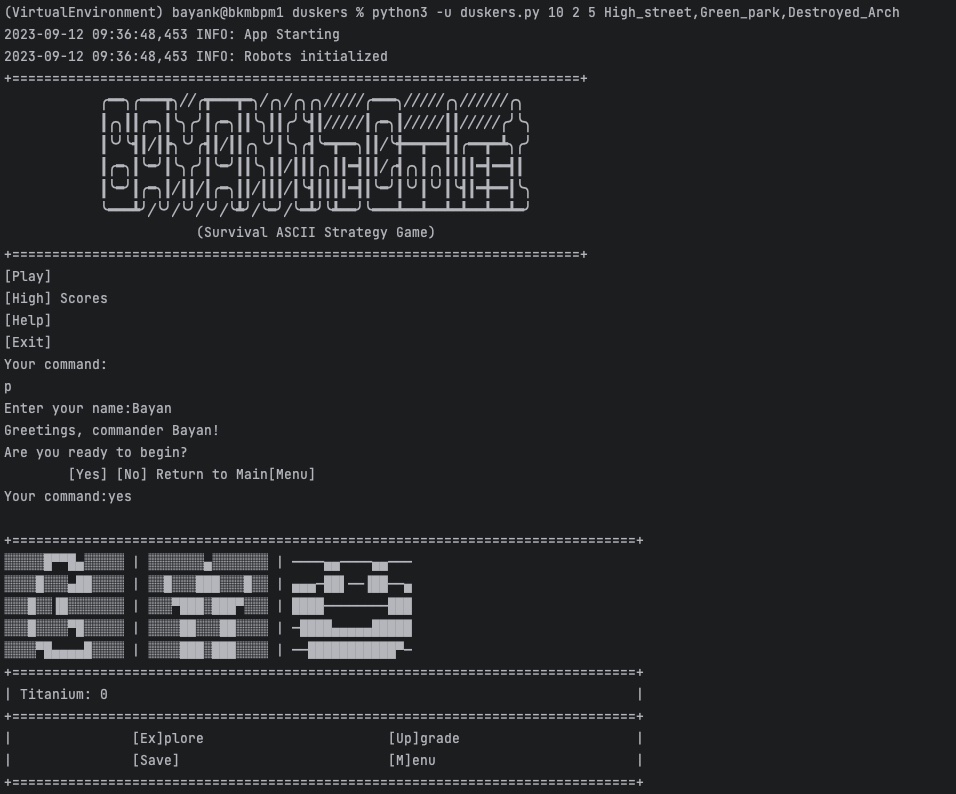 (VirtualEnvironment) bayank@bkmbpm1 duskers % python3 -u duskers.py 10 2 5 High_street,Green_park,Destroyed_Arch
2023-09-12 09:36:48,453 INFO: App Starting
2023-09-12 09:36:48,453 INFO: Robots initialized
+=======================================================================+
(Survival ASCII Strategy Game)
+=======================================================================+
[Play]
[High] Scores
[Help]
[Exit]
Your command:
p
Enter your name:Bayan
Greetings, commander Bayan!
Are you ready to begin?
[Yes] [No] Return to Main[Menu]
Your command:yes
+==============================================================================+
+==============================================================================+
| Titanium: 0 |
+==============================================================================+
| [Ex]plore [Up]grade |
| [Save] [M]enu |
+==============================================================================+